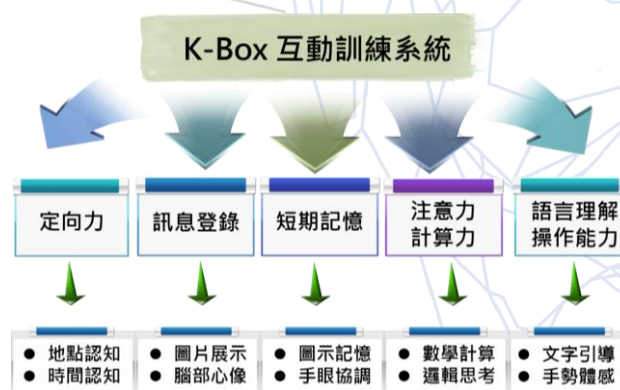 K-Box 互動訓練系統
定向力
訊息登錄
短期記憶
注意力
計算力
語言理解
操作能力
● 地點認知
● 時間認知
● 圖片展示
● 腦部心像
● 圖示記憶
● 手眼協調
● 數學計算
● 邏輯思考
● 文字引導
● 手勢體感